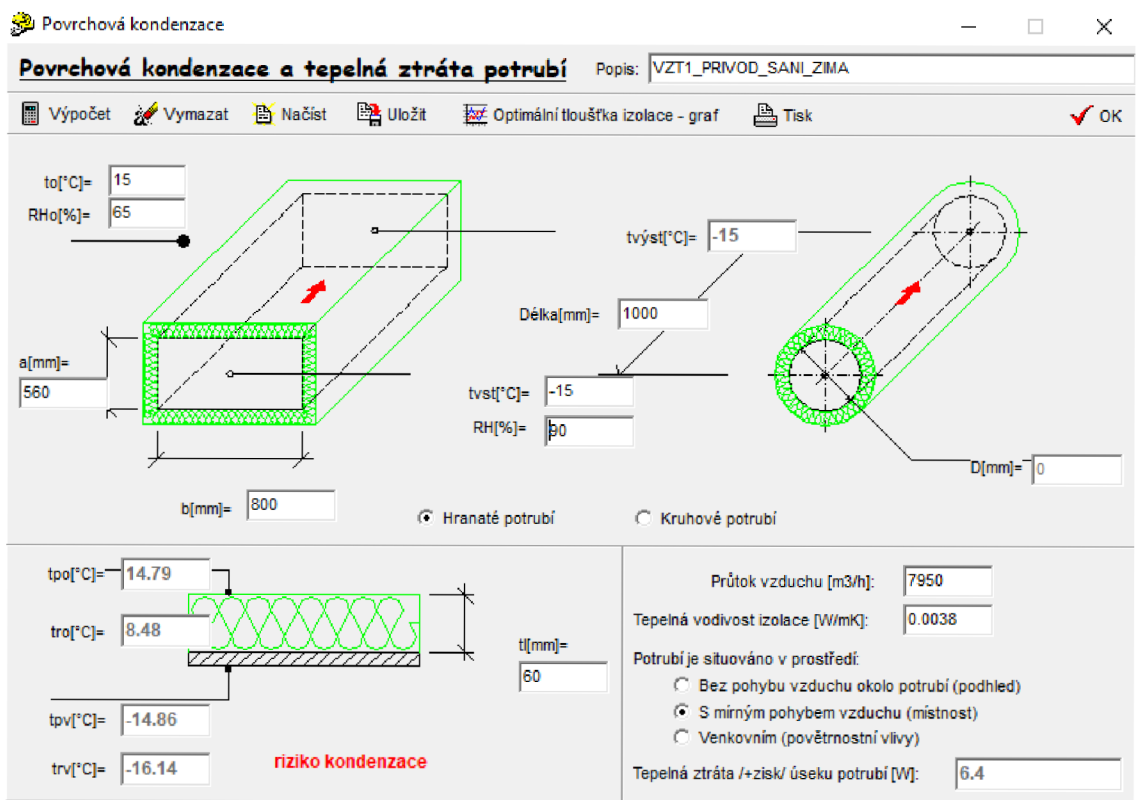 Povrchová kondenzace
Povrchová kondenzace a tepelná ztráta potrubí Popis: VZT1_PRIVOD_SANI_ZIMA
Výpočet Vymazat Načíst Uložit Optimální tloušťka izolace - graf Tisk OK
to[°C]= 15
RHo[%]= 65
tvýst[°C]= -15
Délka[mm]= 1000
a[mm]=
560
tvst[°C]= -15
RH[%]= 90
D[mm]= 0
b[mm]= 800
Hranaté potrubí Kruhové potrubí
tpo[°C]= 14.79
tro[°C]= 8.48
tl[mm]=
60
tpv[°C]= -14.86
trv[°C]= -16.14
riziko kondenzace
Průtok vzduchu [m3/h]: 7950
Tepelná vodivost izolace [W/mK]: 0.0038
Potrubí je situováno v prostředí:
Bez pohybu vzduchu okolo potrubí (podhled)
S mírným pohybem vzduchu (místnost)
Venkovním (povětrnostní vlivy)
Tepelná ztráta /+zisk/ úseku potrubí [W]: 6.4